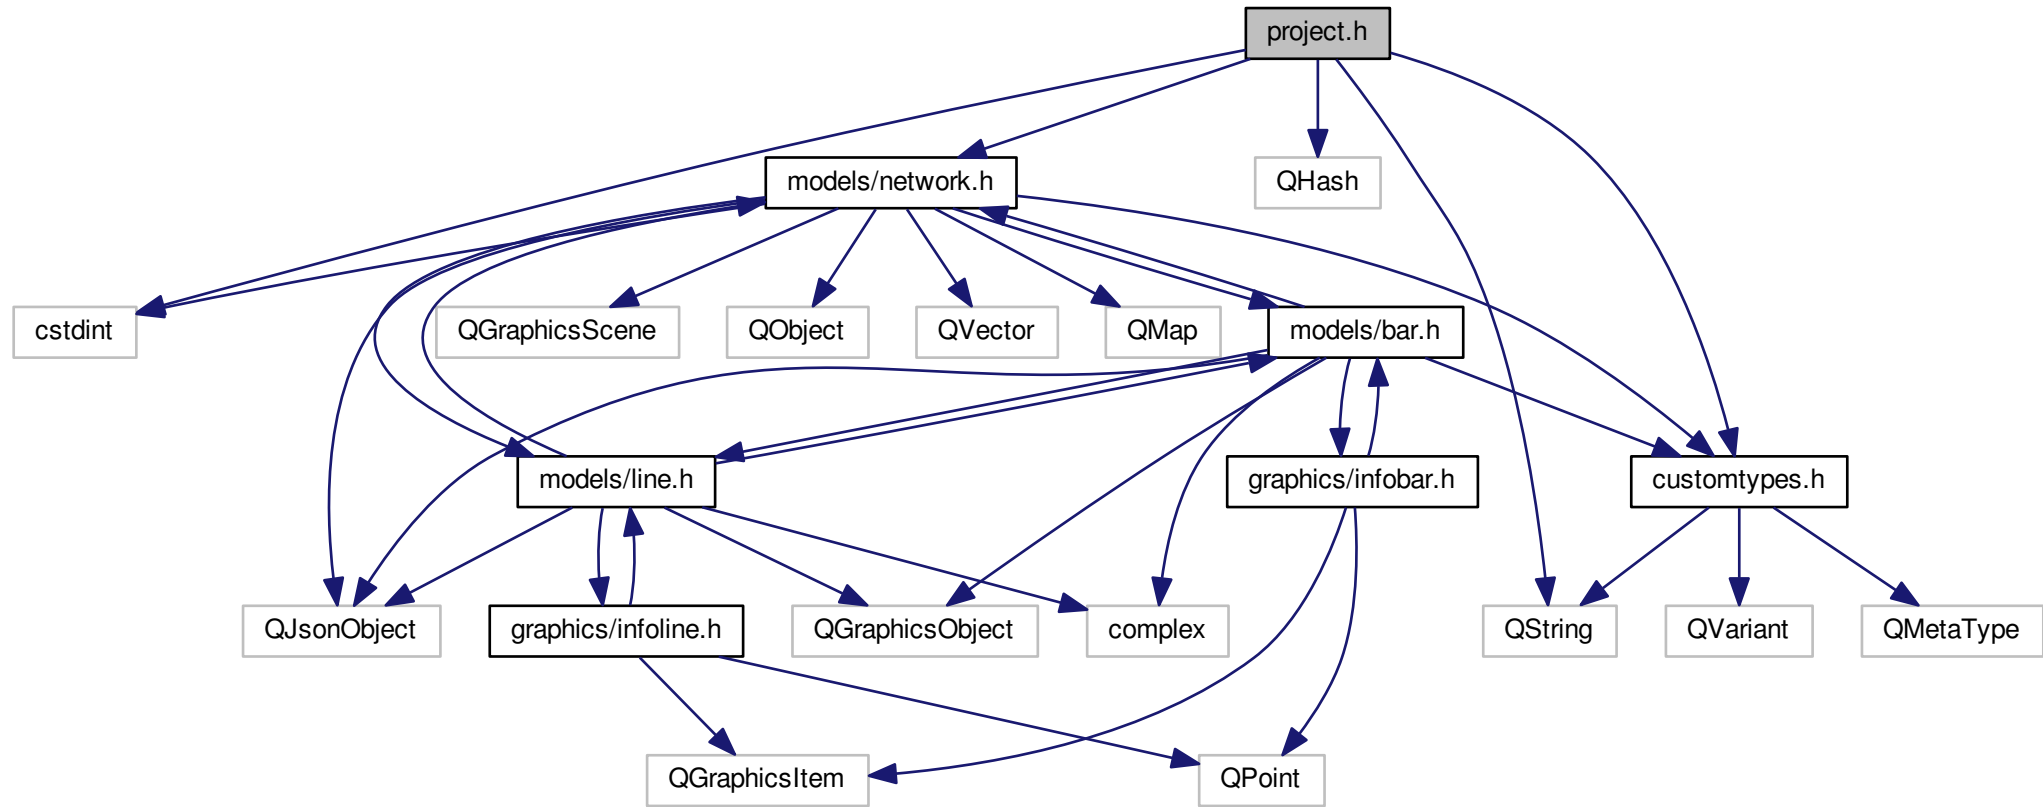 project.h
models/network.h
QHash
cstdint
QGraphicsScene
QObject
QVector
QMap
models/bar.h
models/line.h
graphics/infobar.h
customtypes.h
QJsonObject
graphics/infoline.h
QGraphicsObject
complex
QString
QVariant
QMetaType
QGraphicsItem
QPoint